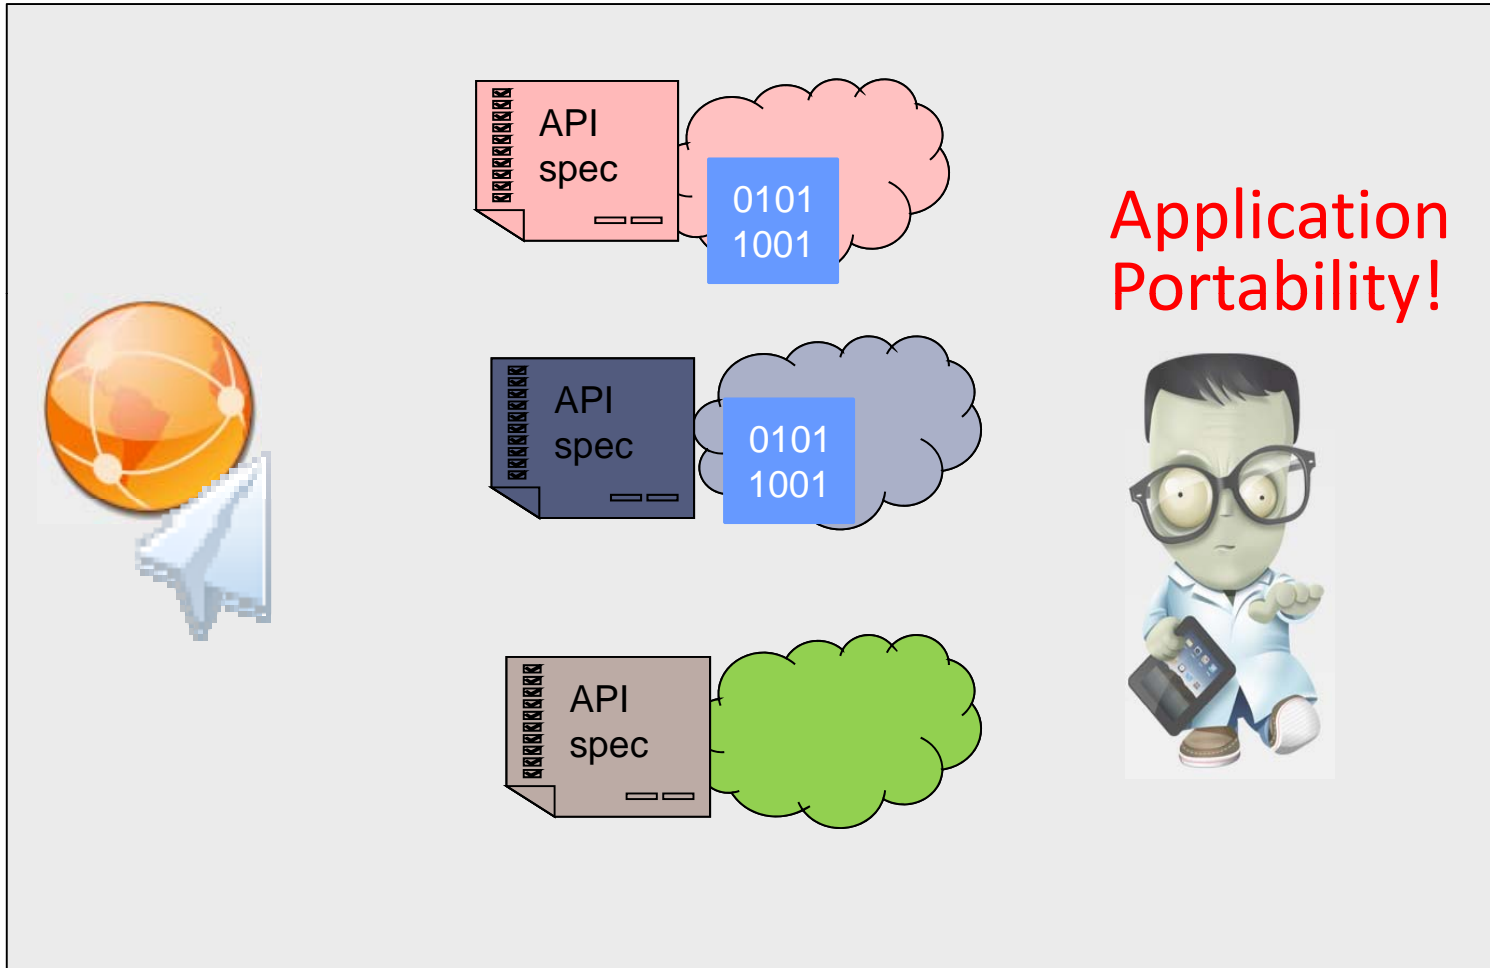 API
spec
0101
1001
Application
Portability!
API
spec
0101
1001
API
spec